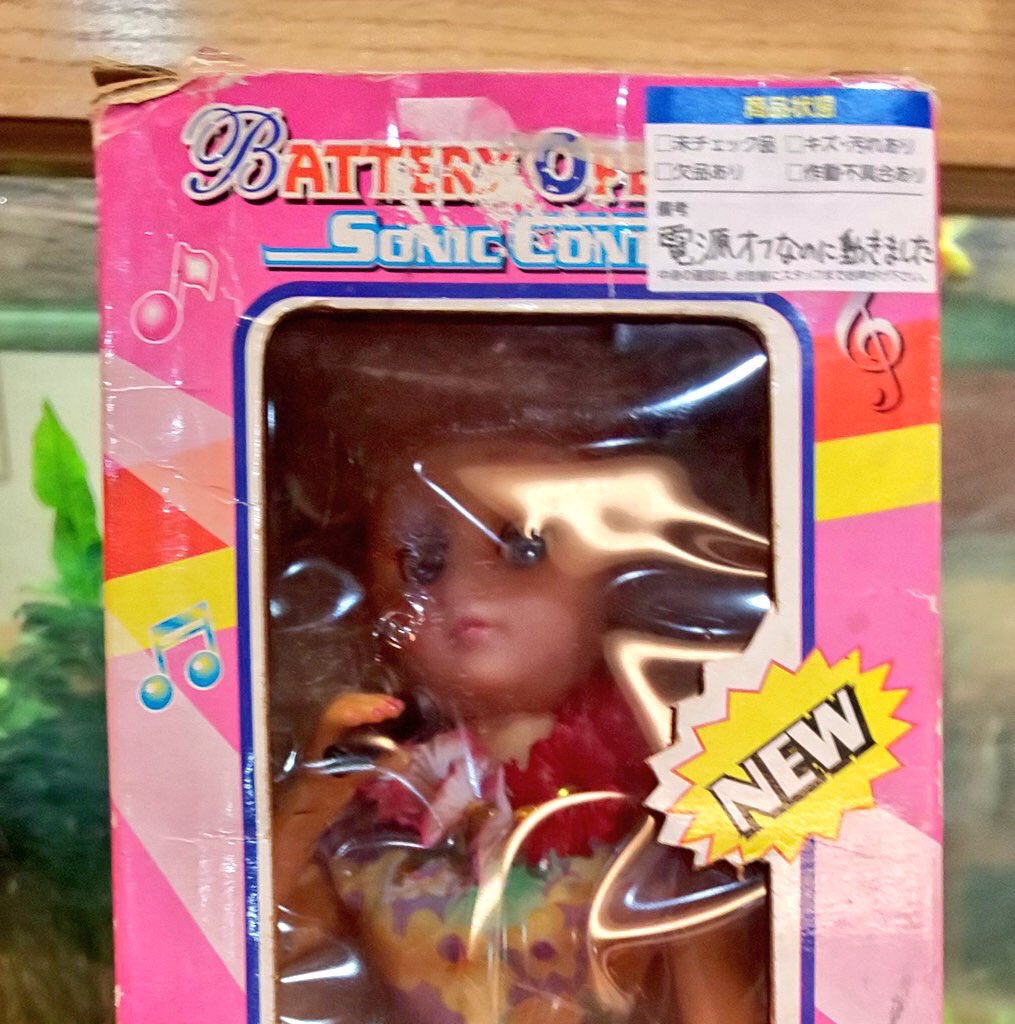 BATTERY OPE
SONIC CONT
商品状態
□未チェック品 □キズ・汚れあり
□欠品あり □作動不具合あり
備考
電源オフなのに動きました
NEW